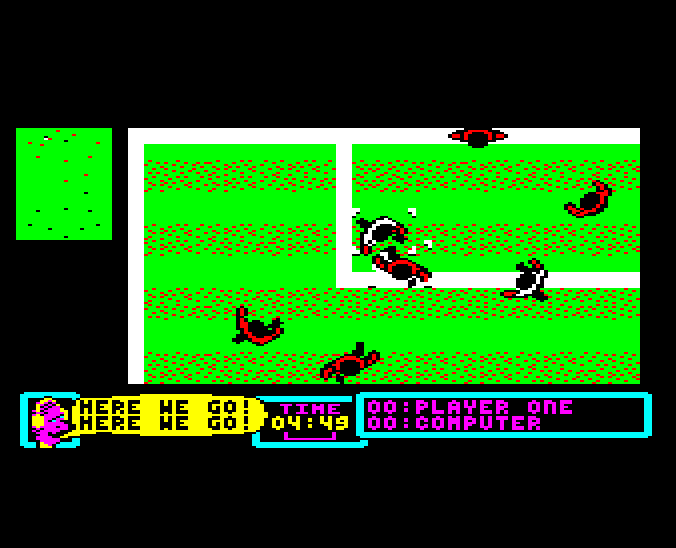 HERE WE GO!
HERE WE GO!
TIME
04:49
00:PLAYER ONE
00:COMPUTER